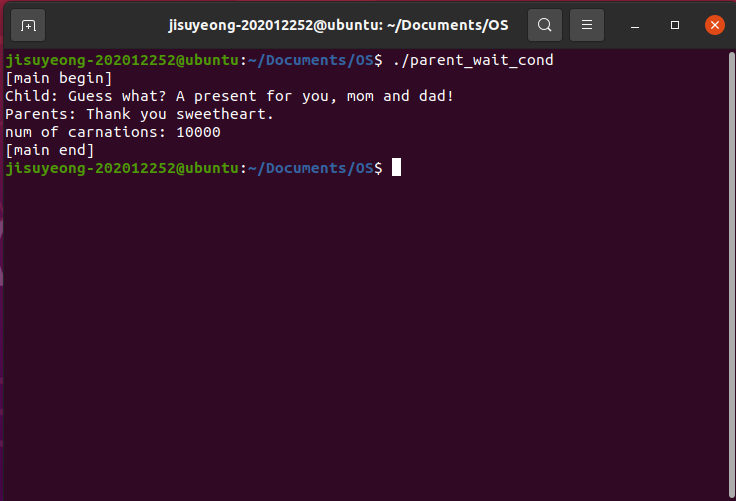 jisuyeong-202012252@ubuntu: ~/Documents/OS
jisuyeong-202012252@ubuntu:~/Documents/OS$ ./parent_wait_cond
[main begin]
Child: Guess what? A present for you, mom and dad!
Parents: Thank you sweetheart.
num of carnations: 10000
[main end]
jisuyeong-202012252@ubuntu:~/Documents/OS$